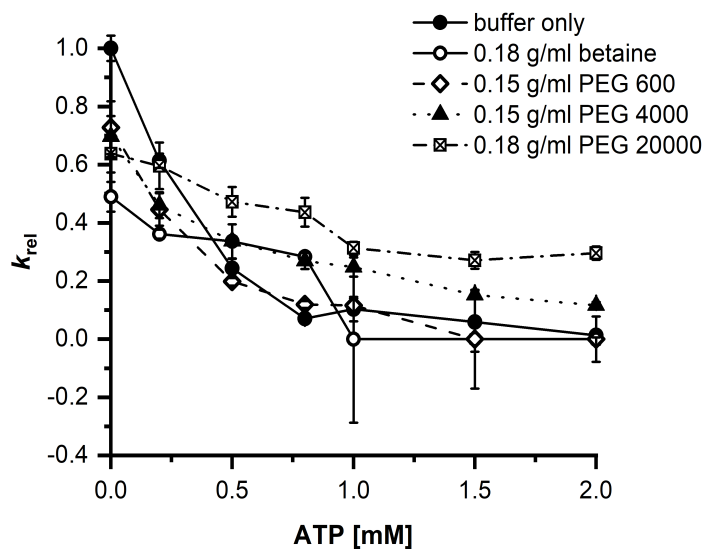 buffer only
0.18 g/ml betaine
0.15 g/ml PEG 600
0.15 g/ml PEG 4000
0.18 g/ml PEG 20000
1.0
0.8
0.6
0.4
0.2
0.0
-0.2
-0.4
krel
0.0 0.5 1.0 1.5 2.0
ATP [mM]